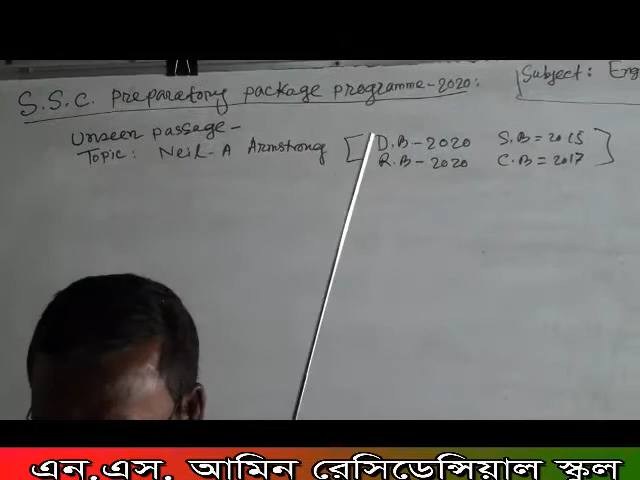 S.S.C. Preparatory package programme-2020:
Subject: Eng
Unseen passage-
Topic: Neil-A Armstrong [D.B-2020 S.B=2015
R.B-2020 C.B=2017]
এন.এস. আমিন রেসিডেন্সিয়াল স্কুল